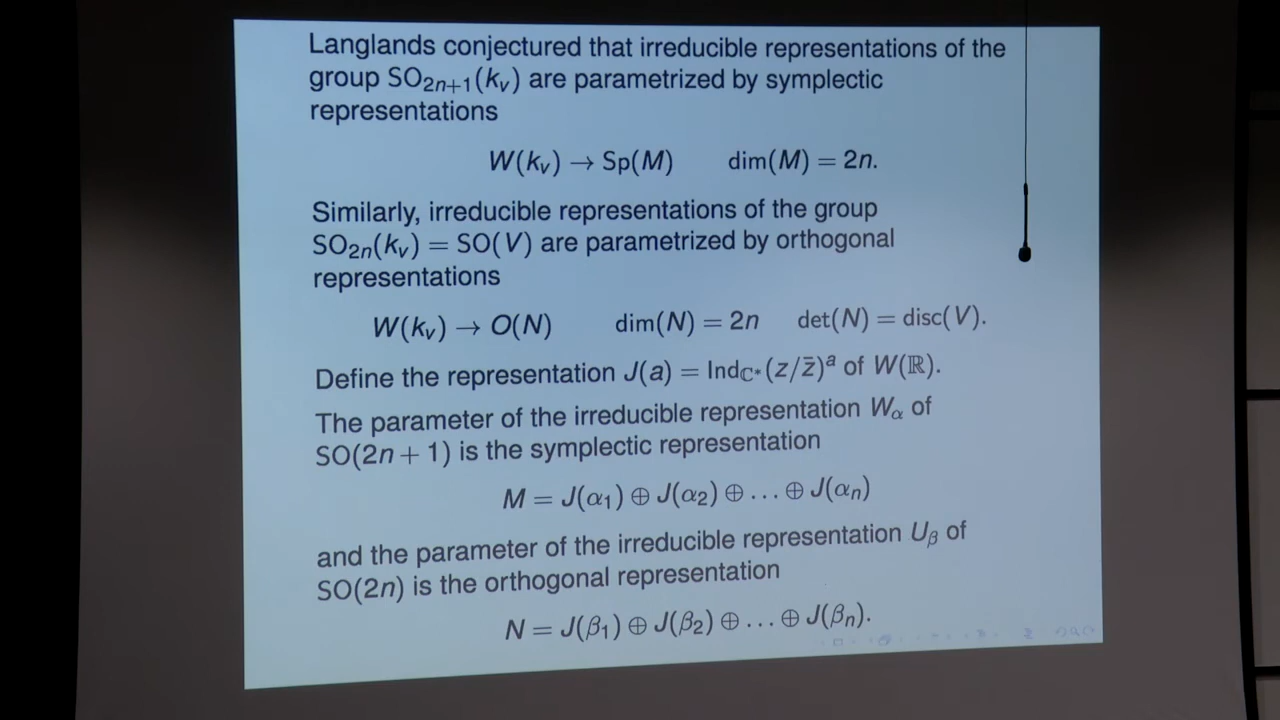 Langlands conjectured that irreducible representations of the
group SO₂ₙ₊₁(kᵥ) are parametrized by symplectic
representations
W(kᵥ) → Sp(M) dim(M) = 2n.
Similarly, irreducible representations of the group
SO₂ₙ(kᵥ) = SO(V) are parametrized by orthogonal
representations
W(kᵥ) → O(N) dim(N) = 2n det(N) = disc(V).
Define the representation J(a) = Ind_ℂ*(z/z̄)ᵃ of W(ℝ).
The parameter of the irreducible representation W_α of
SO(2n + 1) is the symplectic representation
M = J(α₁) ⊕ J(α₂) ⊕ … ⊕ J(αₙ)
and the parameter of the irreducible representation U_β of
SO(2n) is the orthogonal representation
N = J(β₁) ⊕ J(β₂) ⊕ … ⊕ J(βₙ).